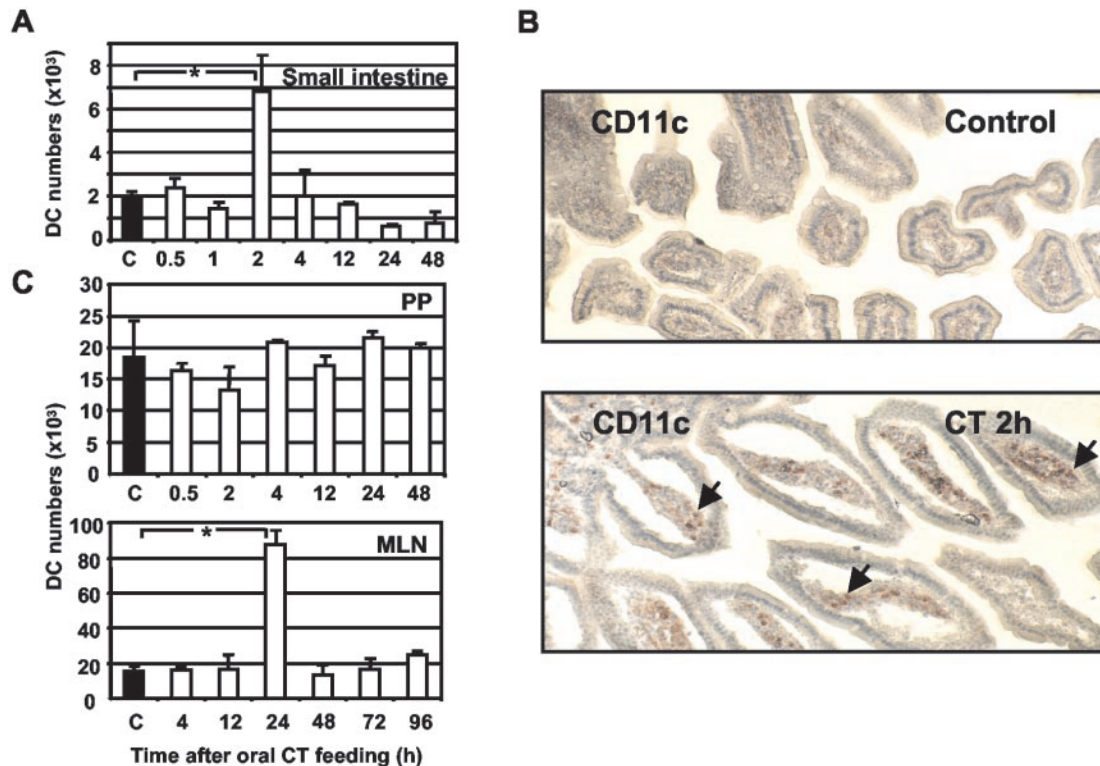 A
DC numbers (x10³)
8
6
4
2
0
*
Small intestine
C 0.5 1 2 4 12 24 48
C
DC numbers (x10³)
30
25
20
15
10
5
0
PP
C 0.5 2 4 12 24 48
100
80
60
40
20
0
*
MLN
C 4 12 24 48 72 96
Time after oral CT feeding (h)
B
CD11c Control
CD11c CT 2h